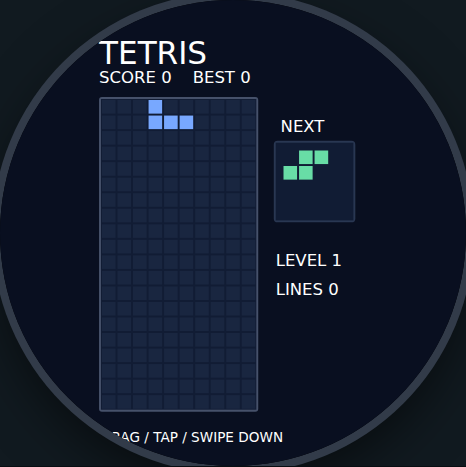 TETRIS
SCORE 0 BEST 0
NEXT
LEVEL 1
LINES 0
/ TAP / SWIPE DOWN